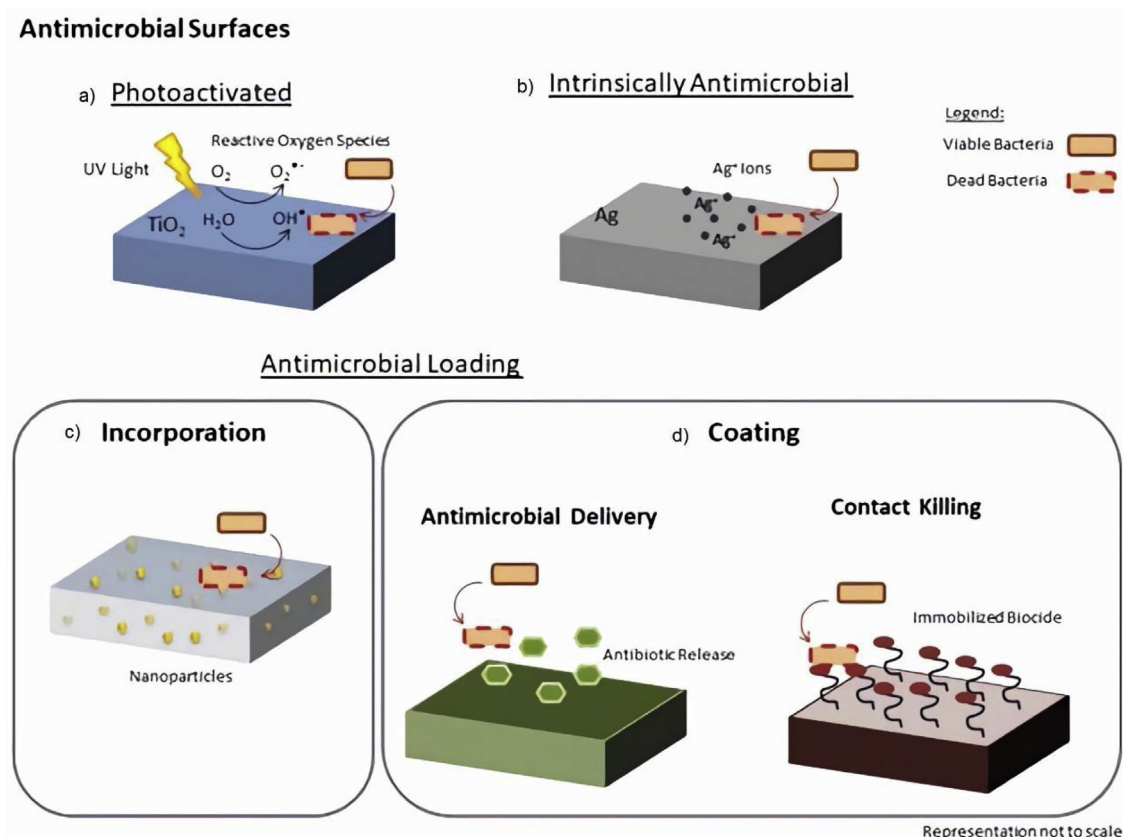 Antimicrobial Surfaces
a) Photoactivated
b) Intrinsically Antimicrobial
Legend:
Viable Bacteria
Dead Bacteria
Reactive Oxygen Species
UV Light
O₂
O₂•-
TiO₂
H₂O
OH•
Ag⁺ Ions
Ag
Ag⁺
Ag⁺
Antimicrobial Loading
c) Incorporation
Nanoparticles
d) Coating
Antimicrobial Delivery
Antibiotic Release
Contact Killing
Immobilized Biocide
Representation not to scale